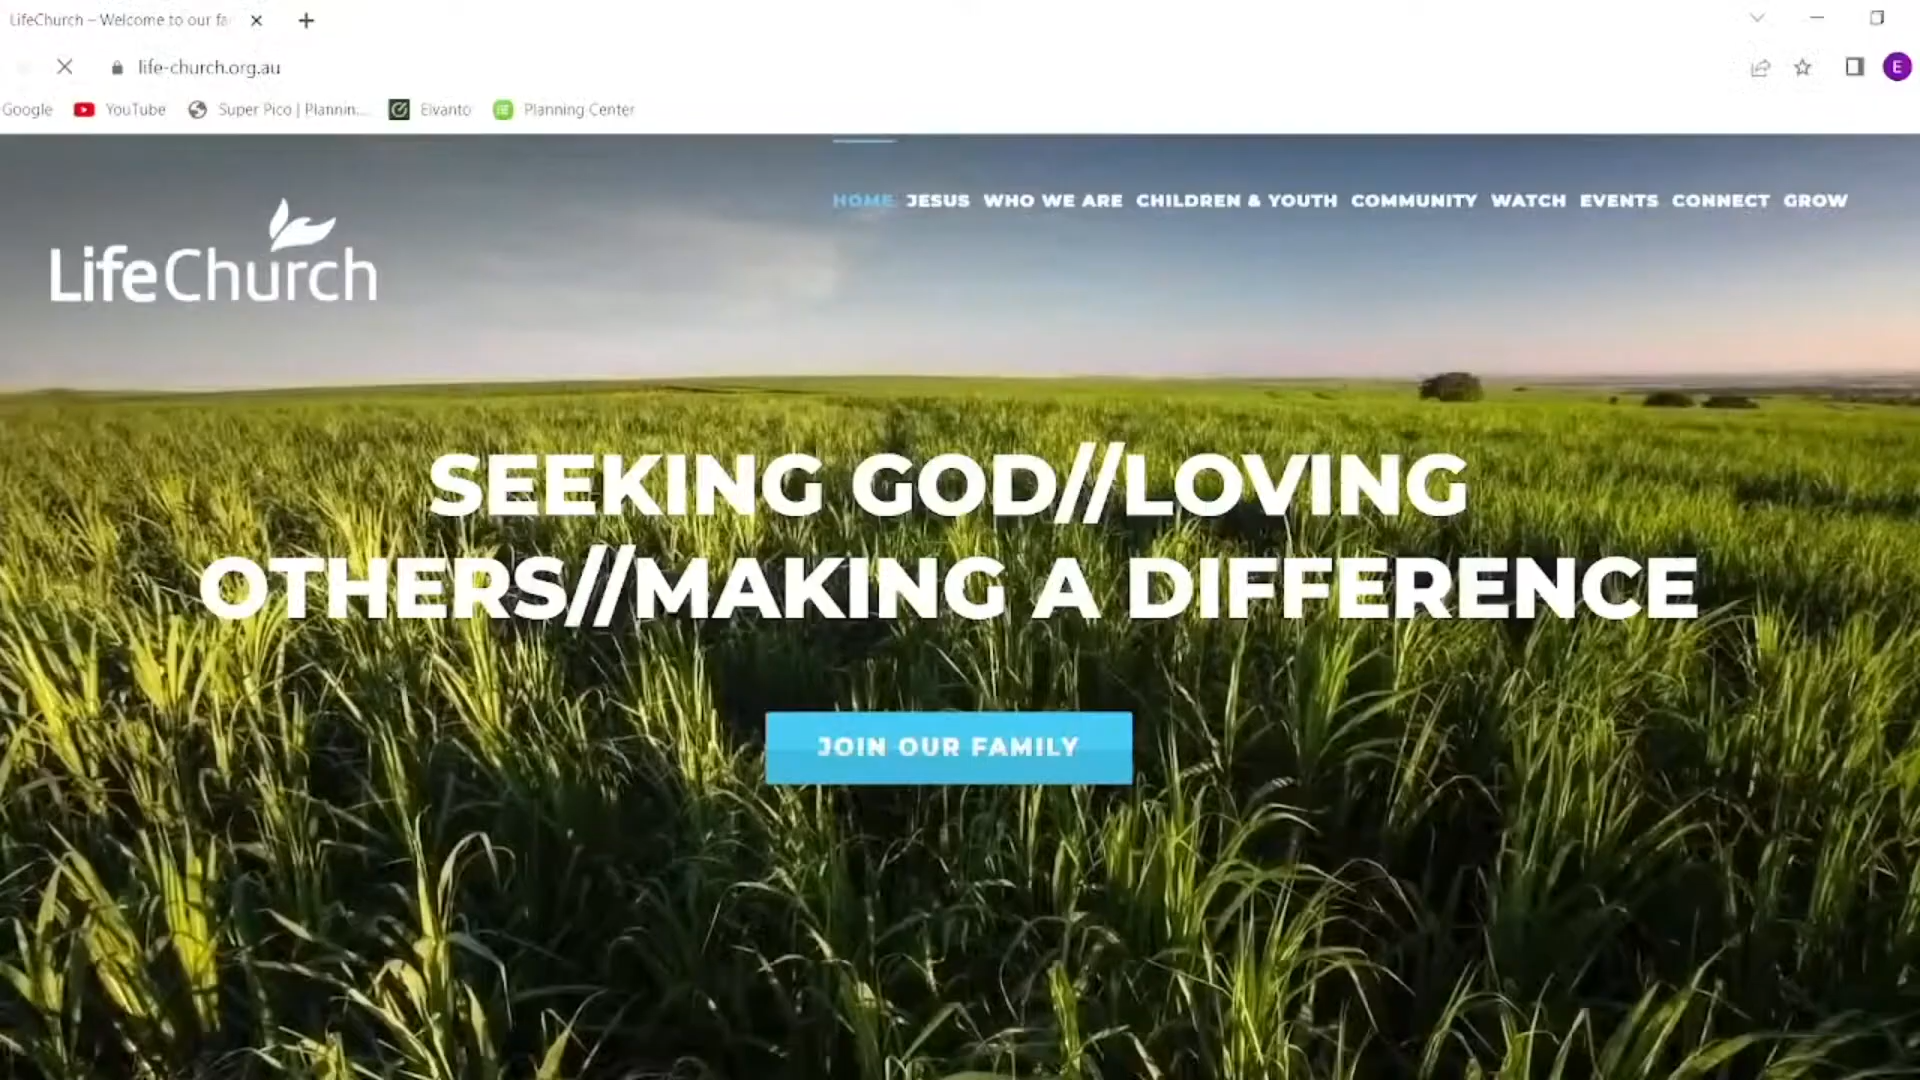 LifeChurch – Welcome to our fa
life-church.org.au
E
Google YouTube Super Pico | Plannin... Elvanto Planning Center
HOME JESUS WHO WE ARE CHILDREN & YOUTH COMMUNITY WATCH EVENTS CONNECT GROW
LifeChurch
SEEKING GOD//LOVING
OTHERS//MAKING A DIFFERENCE
JOIN OUR FAMILY